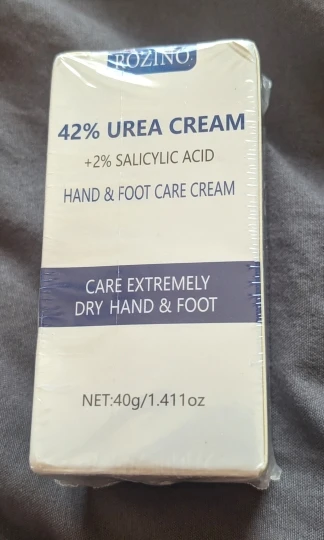 ROZINO
42% UREA CREAM
+2% SALICYLIC ACID
HAND & FOOT CARE CREAM
CARE EXTREMELY
DRY HAND & FOOT
NET:40g/1.411oz